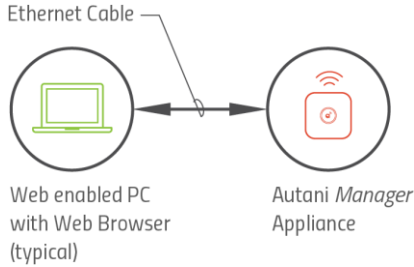 Ethernet Cable
Web enabled PC
with Web Browser
(typical)
Autani Manager
Appliance